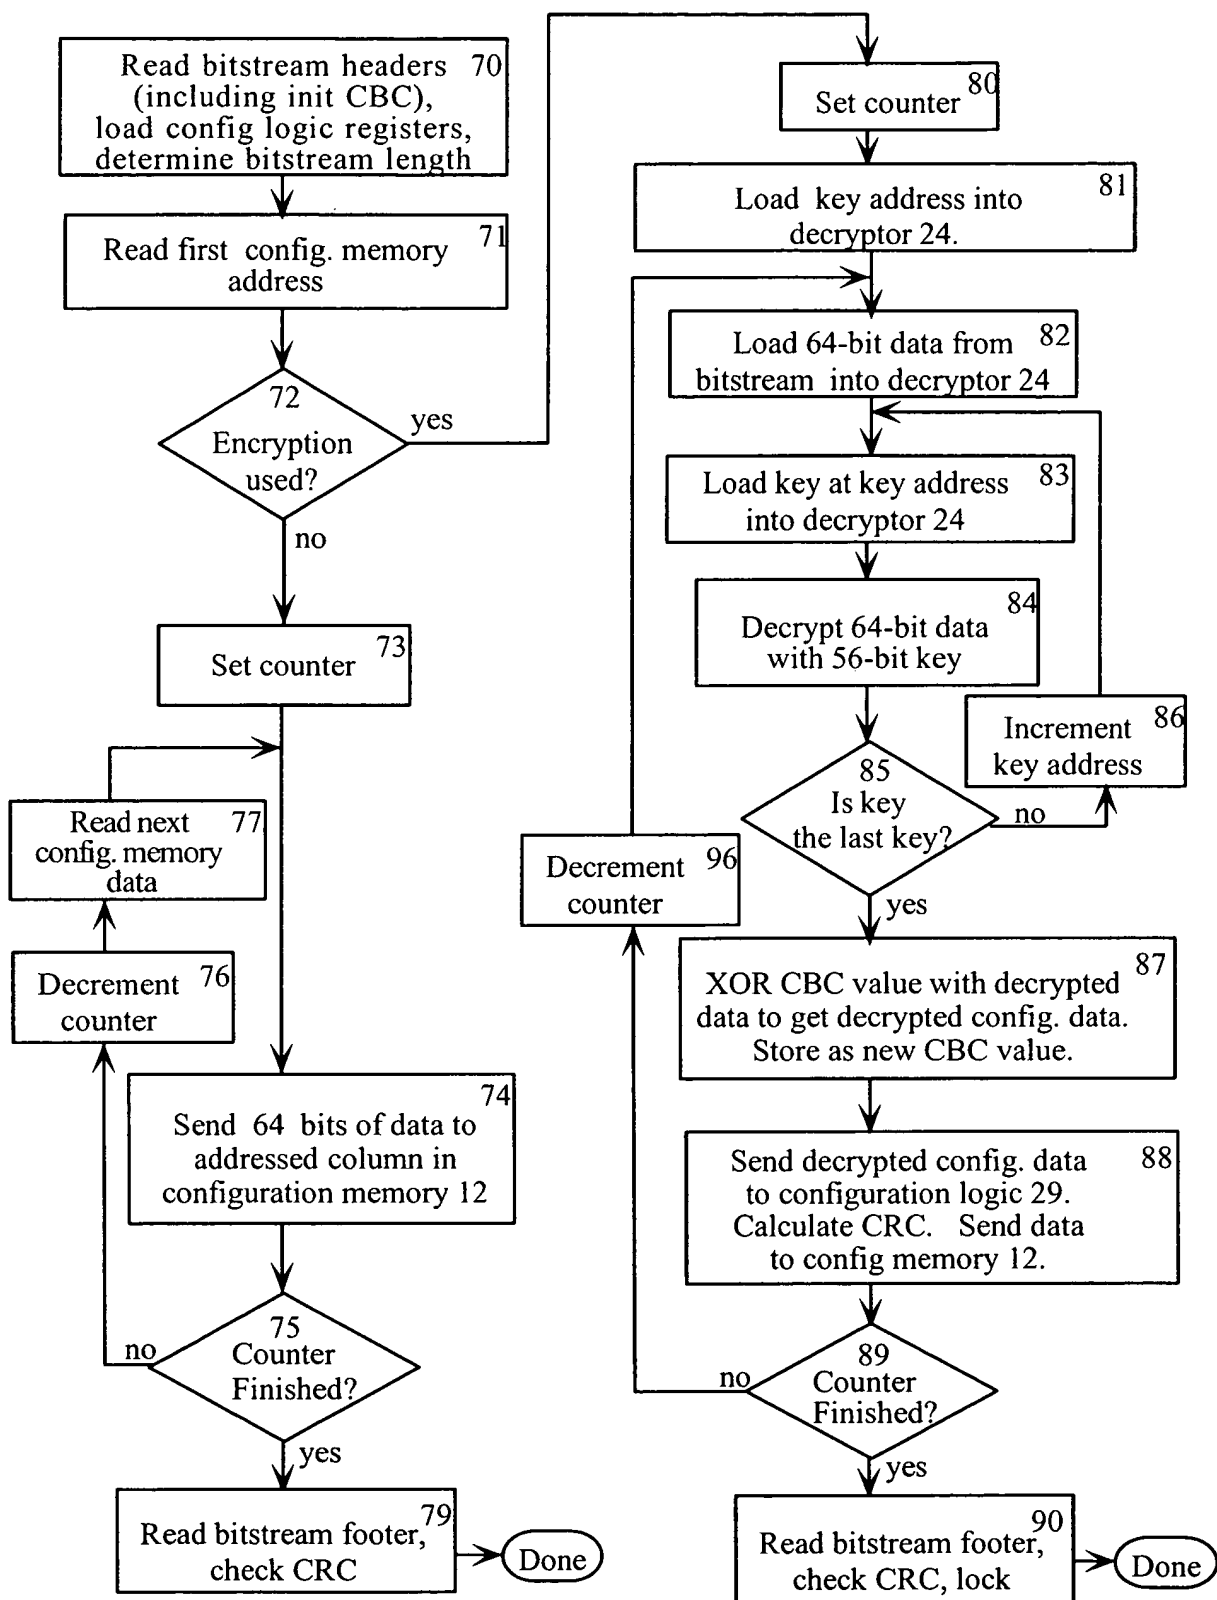 70
Read bitstream headers
(including init CBC),
load config logic registers,
determine bitstream length
71
Read first config. memory
address
72
Encryption
used?
yes
no
73
Set counter
77
Read next
config. memory
data
76
Decrement
counter
74
Send 64 bits of data to
addressed column in
configuration memory 12
75
Counter
Finished?
no
yes
79
Read bitstream footer,
check CRC
Done
80
Set counter
81
Load key address into
decryptor 24.
82
Load 64-bit data from
bitstream into decryptor 24
83
Load key at key address
into decryptor 24
84
Decrypt 64-bit data
with 56-bit key
85
Is key
the last key?
no
86
Increment
key address
yes
96
Decrement
counter
87
XOR CBC value with decrypted
data to get decrypted config. data.
Store as new CBC value.
88
Send decrypted config. data
to configuration logic 29.
Calculate CRC. Send data
to config memory 12.
89
Counter
Finished?
no
yes
90
Read bitstream footer,
check CRC, lock
Done